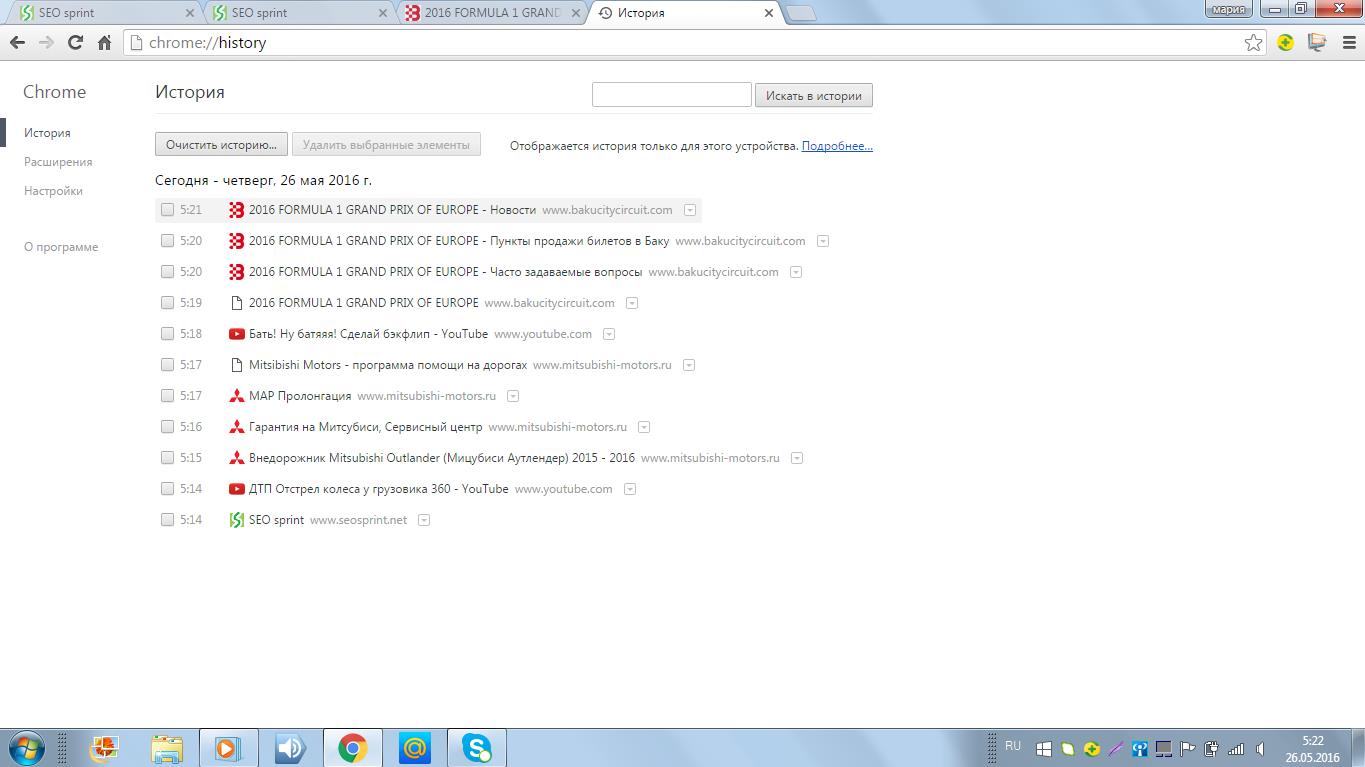 SEO sprint
SEO sprint
2016 FORMULA 1 GRAND
История
мария
chrome://history
Chrome
История
Искать в истории
История
Расширения
Настройки
О программе
Очистить историю...
Удалить выбранные элементы
Отображается история только для этого устройства. Подробнее...
Сегодня - четверг, 26 мая 2016 г.
5:21 2016 FORMULA 1 GRAND PRIX OF EUROPE - Новости www.bakucitycircuit.com
5:20 2016 FORMULA 1 GRAND PRIX OF EUROPE - Пункты продажи билетов в Баку www.bakucitycircuit.com
5:20 2016 FORMULA 1 GRAND PRIX OF EUROPE - Часто задаваемые вопросы www.bakucitycircuit.com
5:19 2016 FORMULA 1 GRAND PRIX OF EUROPE www.bakucitycircuit.com
5:18 Бать! Ну батяяя! Сделай бэкфлип - YouTube www.youtube.com
5:17 Mitsibishi Motors - программа помощи на дорогах www.mitsubishi-motors.ru
5:17 МАР Пролонгация www.mitsubishi-motors.ru
5:16 Гарантия на Митсубиси, Сервисный центр www.mitsubishi-motors.ru
5:15 Внедорожник Mitsubishi Outlander (Мицубиси Аутлендер) 2015 - 2016 www.mitsubishi-motors.ru
5:14 ДТП Отстрел колеса у грузовика 360 - YouTube www.youtube.com
5:14 SEO sprint www.seosprint.net
RU
5:22
26.05.2016